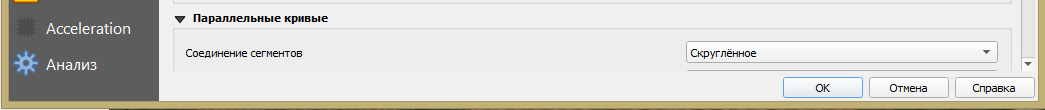 Параллельные кривые
Acceleration
Соединение сегментов Скруглённое
Анализ
OK Отмена Справка